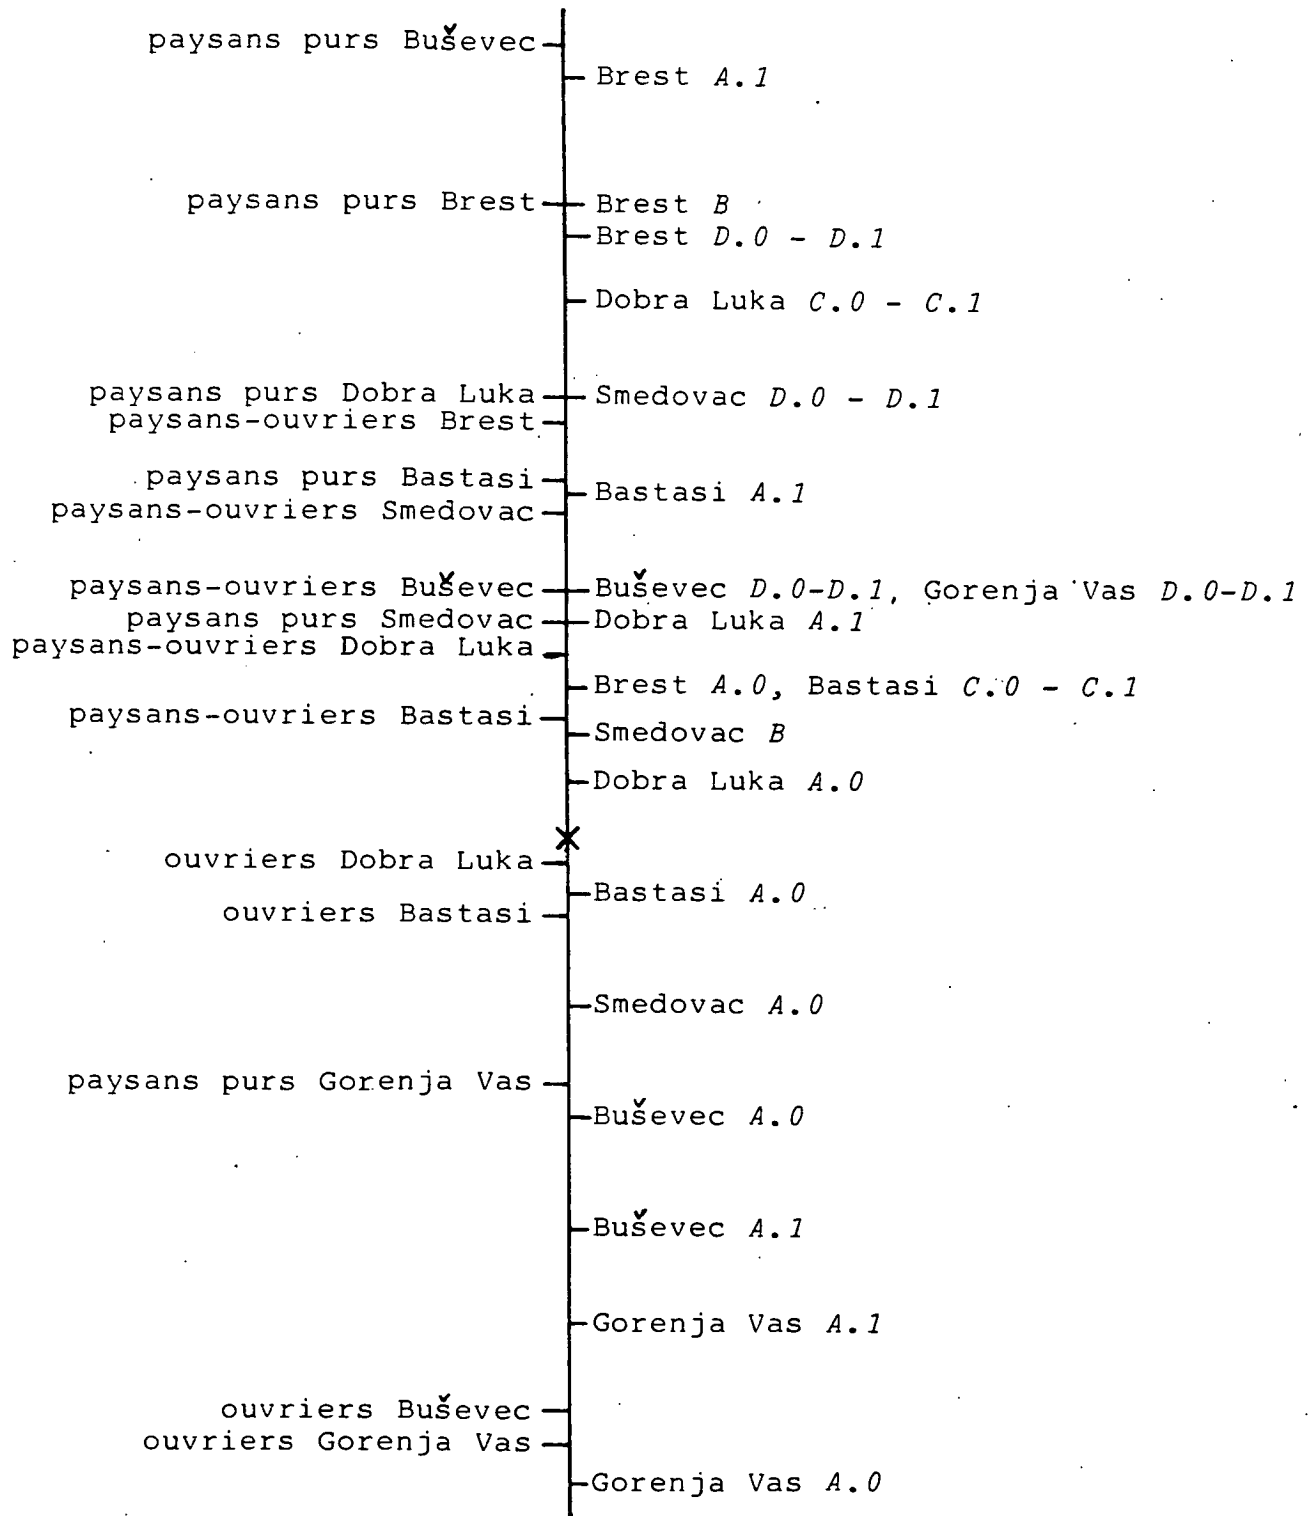 paysans purs Buševec
Brest A.1
paysans purs Brest Brest B
Brest D.0 - D.1
Dobra Luka C.0 - C.1
paysans purs Dobra Luka Smedovac D.0 - D.1
paysans-ouvriers Brest
paysans purs Bastasi
Bastasi A.1
paysans-ouvriers Smedovac
paysans-ouvriers Buševec Buševec D.0-D.1, Gorenja Vas D.0-D.1
paysans purs Smedovac Dobra Luka A.1
paysans-ouvriers Dobra Luka
Brest A.0, Bastasi C.0 - C.1
paysans-ouvriers Bastasi
Smedovac B
Dobra Luka A.0
ouvriers Dobra Luka
Bastasi A.0
ouvriers Bastasi
Smedovac A.0
paysans purs Gorenja Vas
Buševec A.0
Buševec A.1
Gorenja Vas A.1
ouvriers Buševec
ouvriers Gorenja Vas
Gorenja Vas A.0